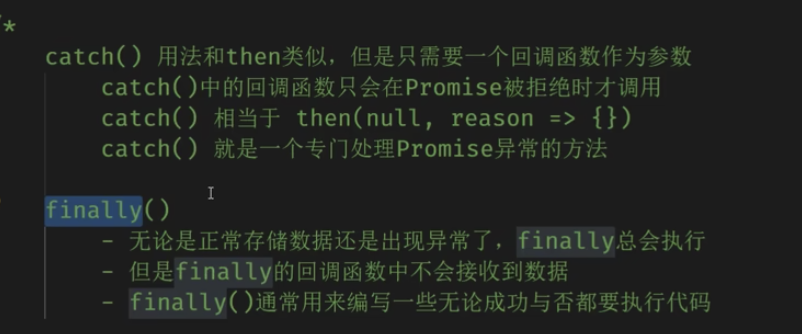 /*
catch() 用法和then类似，但是只需要一个回调函数作为参数
catch()中的回调函数只会在Promise被拒绝时才调用
catch() 相当于 then(null, reason => {})
catch() 就是一个专门处理Promise异常的方法
finally()
- 无论是正常存储数据还是出现异常了，finally总会执行
- 但是finally的回调函数中不会接收到数据
- finally()通常用来编写一些无论成功与否都要执行代码